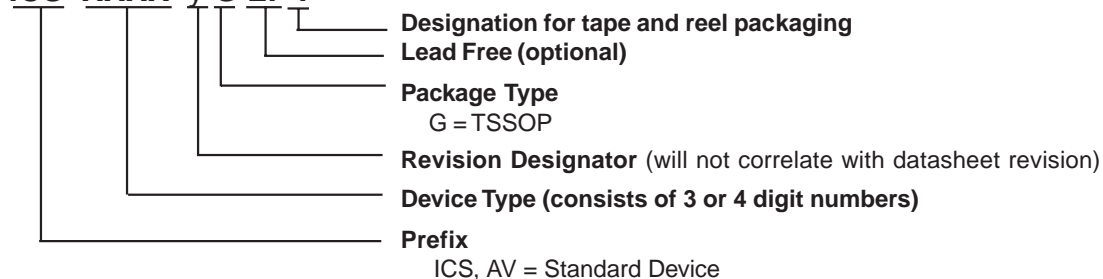 Designation for tape and reel packaging
Lead Free (optional)
Package Type
G = TSSOP
Revision Designator (will not correlate with datasheet revision)
Device Type (consists of 3 or 4 digit numbers)
Prefix
ICS, AV = Standard Device